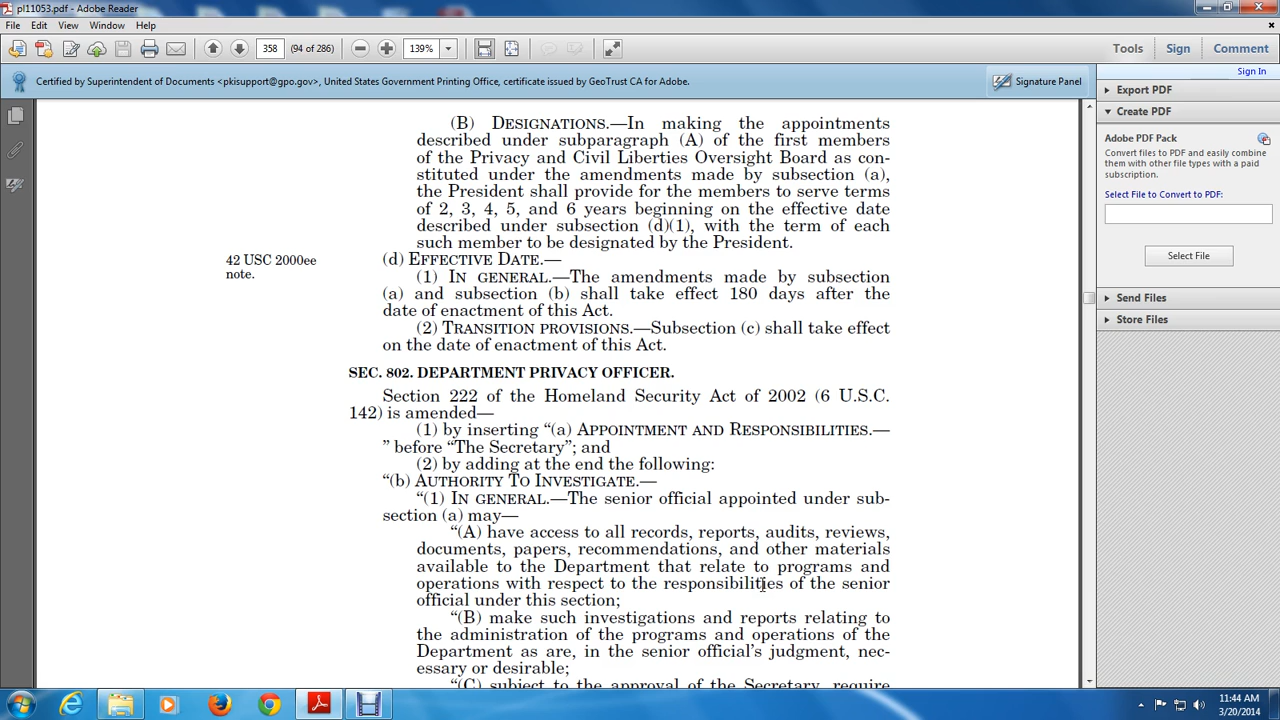 pl11053.pdf - Adobe Reader
File Edit View Window Help
358 (94 of 286) 139% Tools Sign Comment
Certified by Superintendent of Documents <pkisupport@gpo.gov>, United States Government Printing Office, certificate issued by GeoTrust CA for Adobe. Signature Panel
Sign In
Export PDF
Create PDF
Adobe PDF Pack
Convert files to PDF and easily combine
them with other file types with a paid
subscription.
Select File to Convert to PDF:
Select File
Send Files
Store Files
(B) DESIGNATIONS.—In making the appointments
described under subparagraph (A) of the first members
of the Privacy and Civil Liberties Oversight Board as con-
stituted under the amendments made by subsection (a),
the President shall provide for the members to serve terms
of 2, 3, 4, 5, and 6 years beginning on the effective date
described under subsection (d)(1), with the term of each
such member to be designated by the President.
42 USC 2000ee
note.
(d) EFFECTIVE DATE.—
(1) IN GENERAL.—The amendments made by subsection
(a) and subsection (b) shall take effect 180 days after the
date of enactment of this Act.
(2) TRANSITION PROVISIONS.—Subsection (c) shall take effect
on the date of enactment of this Act.
SEC. 802. DEPARTMENT PRIVACY OFFICER.
Section 222 of the Homeland Security Act of 2002 (6 U.S.C.
142) is amended—
(1) by inserting “(a) APPOINTMENT AND RESPONSIBILITIES.—
” before “The Secretary”; and
(2) by adding at the end the following:
“(b) AUTHORITY TO INVESTIGATE.—
“(1) IN GENERAL.—The senior official appointed under sub-
section (a) may—
“(A) have access to all records, reports, audits, reviews,
documents, papers, recommendations, and other materials
available to the Department that relate to programs and
operations with respect to the responsibilities of the senior
official under this section;
“(B) make such investigations and reports relating to
the administration of the programs and operations of the
Department as are, in the senior official’s judgment, nec-
essary or desirable;
“(C) subject to the approval of the Secretary, require
11:44 AM
3/20/2014